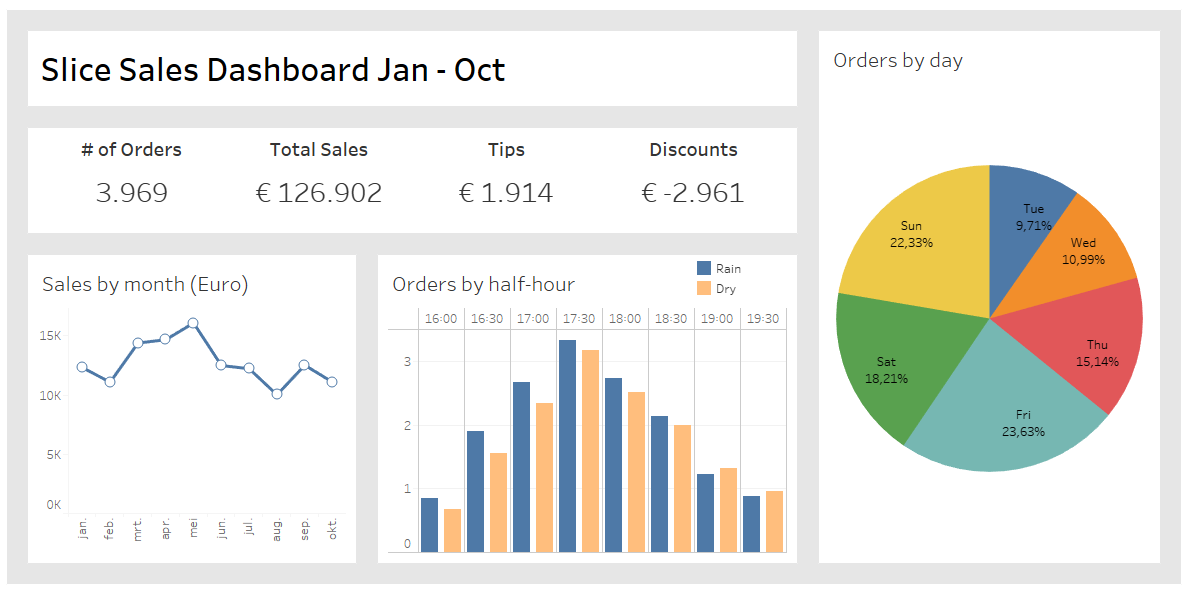 Slice Sales Dashboard Jan - Oct
# of Orders Total Sales Tips Discounts
3.969 € 126.902 € 1.914 € -2.961
Sales by month (Euro)
15K
10K
5K
0K
jan. feb. mrt. apr. mei jun. jul. aug. sep. okt.
Orders by half-hour
Rain
Dry
16:00 16:30 17:00 17:30 18:00 18:30 19:00 19:30
3
2
1
0
Orders by day
Tue
9,71%
Wed
10,99%
Thu
15,14%
Fri
23,63%
Sat
18,21%
Sun
22,33%